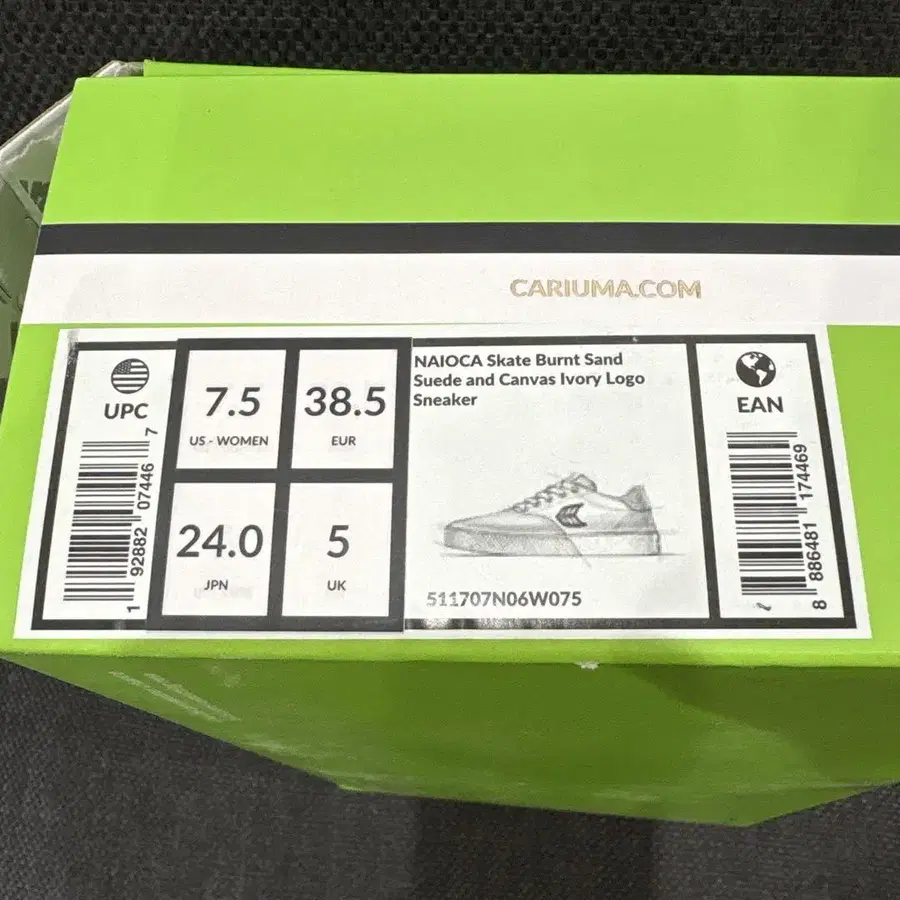 CARIUMA.COM
UPC
1 92882 07446 7
7.5
US - WOMEN
38.5
EUR
24.0
JPN
5
UK
NAIOCA Skate Burnt Sand
Suede and Canvas Ivory Logo
Sneaker
511707N06W075
EAN
8 886481 174469